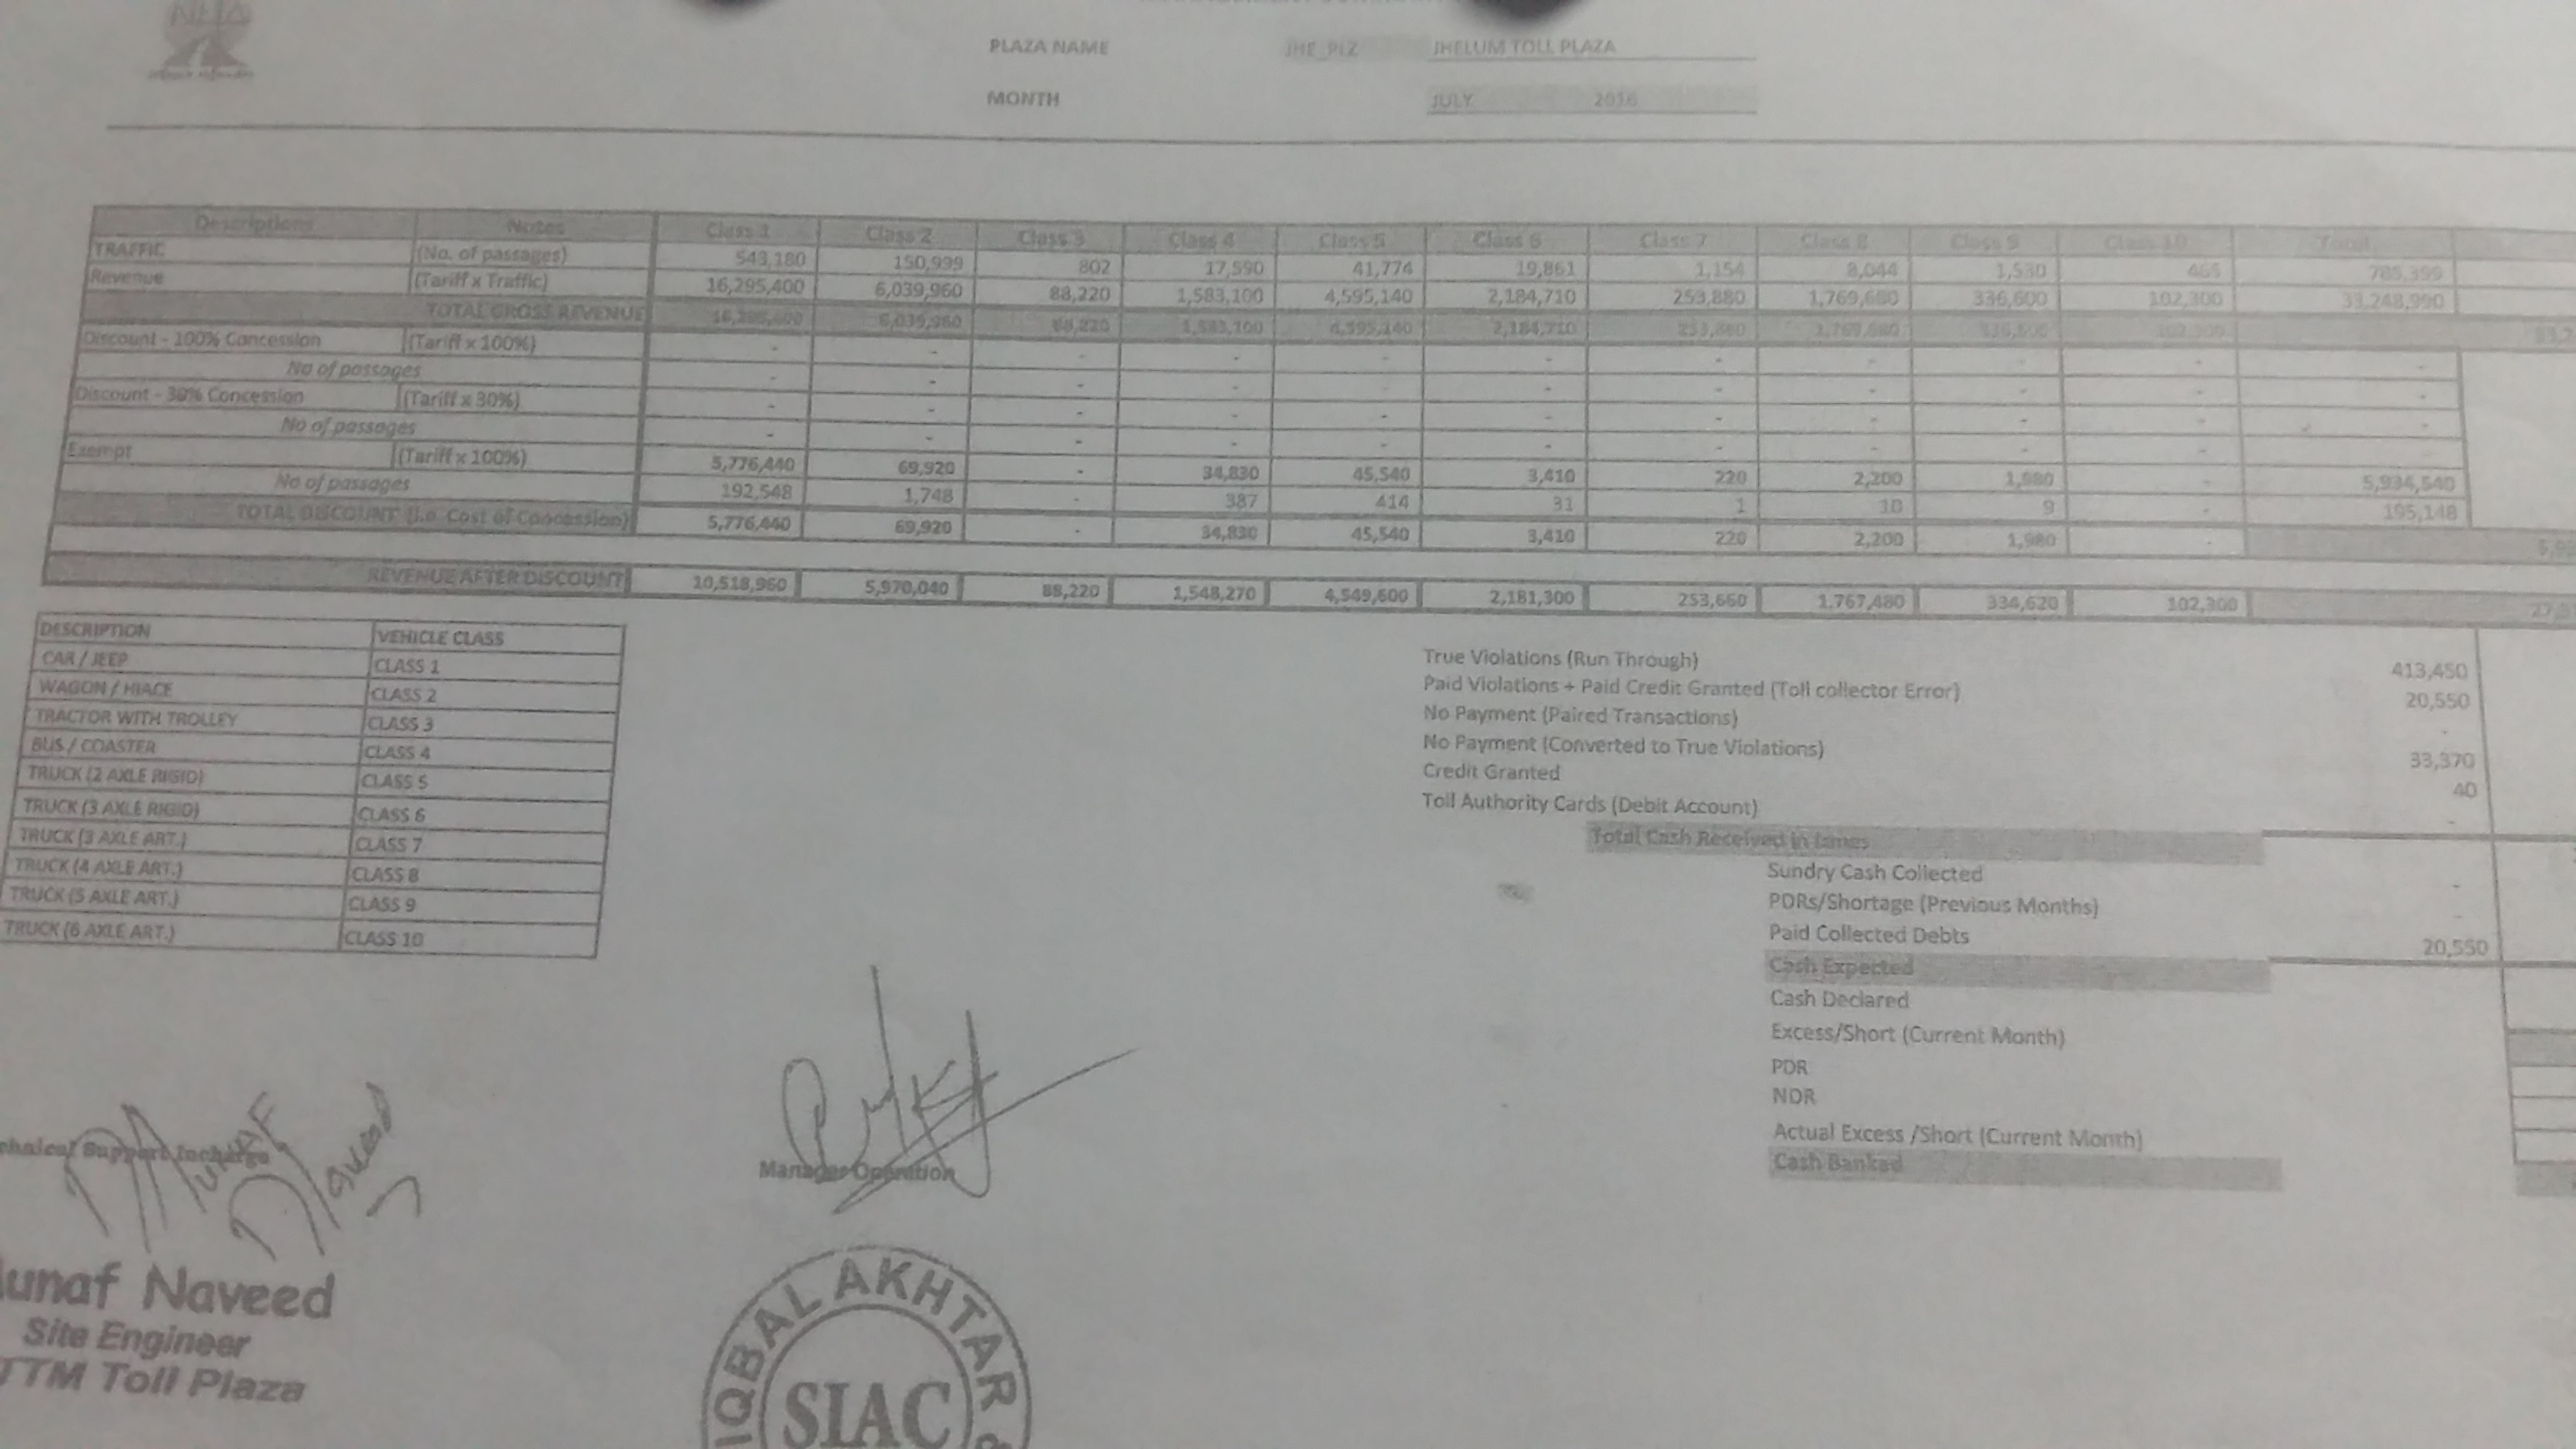 NHA
PLAZA NAME JHE_PLZ JHELUM TOLL PLAZA
MONTH JULY 2016
Descriptions Notes Class 1 Class 2 Class 3 Class 4 Class 5 Class 6 Class 7 Class 8 Class 9 Class 10 Total
TRAFFIC (No. of passages) 543,180 150,999 802 17,590 41,774 19,861 1,154 8,044 1,530 465 785,399
Revenue (Tariff x Traffic) 16,295,400 6,039,960 88,220 1,583,100 4,595,140 2,184,710 253,880 1,769,680 336,600 102,300 33,248,990
TOTAL GROSS REVENUE 16,295,400 6,039,960 88,220 1,583,100 4,595,140 2,184,710 253,880 1,769,680 336,600 102,300
Discount - 100% Concession (Tariff x 100%) - - - - - - - - - - -
No of passages - - - - - - - - - - -
Discount - 30% Concession (Tariff x 30%) - - - - - - - - - - -
No of passages - - - - - - - - - - -
Exempt (Tariff x 100%) 5,776,440 69,920 - 34,830 45,540 3,410 220 2,200 1,980 - 5,934,540
No of passages 192,548 1,748 - 387 414 31 1 10 9 - 195,148
TOTAL DISCOUNT (i.e. Cost of Concession) 5,776,440 69,920 - 34,830 45,540 3,410 220 2,200 1,980 -
REVENUE AFTER DISCOUNT 10,518,960 5,970,040 88,220 1,548,270 4,549,600 2,181,300 253,660 1,767,480 334,620 102,300
DESCRIPTION VEHICLE CLASS
CAR / JEEP CLASS 1
WAGON / HIACE CLASS 2
TRACTOR WITH TROLLEY CLASS 3
BUS / COASTER CLASS 4
TRUCK (2 AXLE RIGID) CLASS 5
TRUCK (3 AXLE RIGID) CLASS 6
TRUCK (3 AXLE ART.) CLASS 7
TRUCK (4 AXLE ART.) CLASS 8
TRUCK (5 AXLE ART.) CLASS 9
TRUCK (6 AXLE ART.) CLASS 10
True Violations (Run Through) 413,450
Paid Violations + Paid Credit Granted (Toll collector Error) 20,550
No Payment (Paired Transactions) -
No Payment (Converted to True Violations) 33,370
Credit Granted 40
Toll Authority Cards (Debit Account) -
Total Cash Received in lanes
Sundry Cash Collected -
PDRs/Shortage (Previous Months) -
Paid Collected Debts 20,550
Cash Expected
Cash Declared
Excess/Short (Current Month)
PDR
NDR
Actual Excess /Short (Current Month)
Cash Banked
chnical Support Incharge
Munaf
Naveed
Manager Operation
unaf Naveed
Site Engineer
TTM Toll Plaza
IQBAL AKHTAR &
SIAC